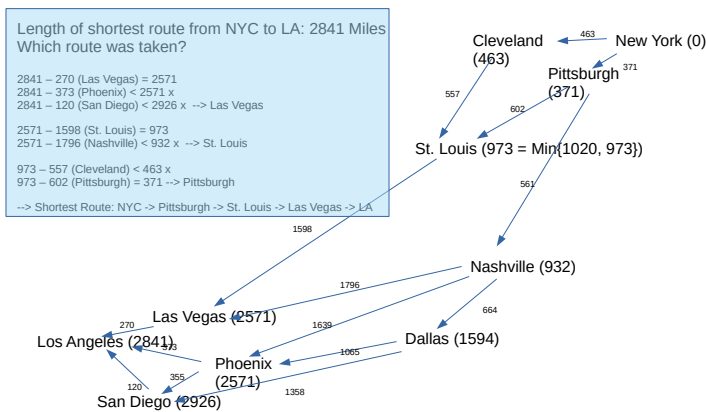 Length of shortest route from NYC to LA: 2841 Miles
Which route was taken?
2841 – 270 (Las Vegas) = 2571
2841 – 373 (Phoenix) < 2571 x
2841 – 120 (San Diego) < 2926 x --> Las Vegas
2571 – 1598 (St. Louis) = 973
2571 – 1796 (Nashville) < 932 x --> St. Louis
973 – 557 (Cleveland) < 463 x
973 – 602 (Pittsburgh) = 371 --> Pittsburgh
--> Shortest Route: NYC -> Pittsburgh -> St. Louis -> Las Vegas -> LA
Cleveland
(463)
463
New York (0)
371
Pittsburgh
(371)
557
602
St. Louis (973 = Min{1020, 973})
561
1598
Nashville (932)
1796
664
Las Vegas (2571)
270
1639
Los Angeles (2841)
373
Dallas (1594)
1065
Phoenix
(2571)
355
120
1358
San Diego (2926)